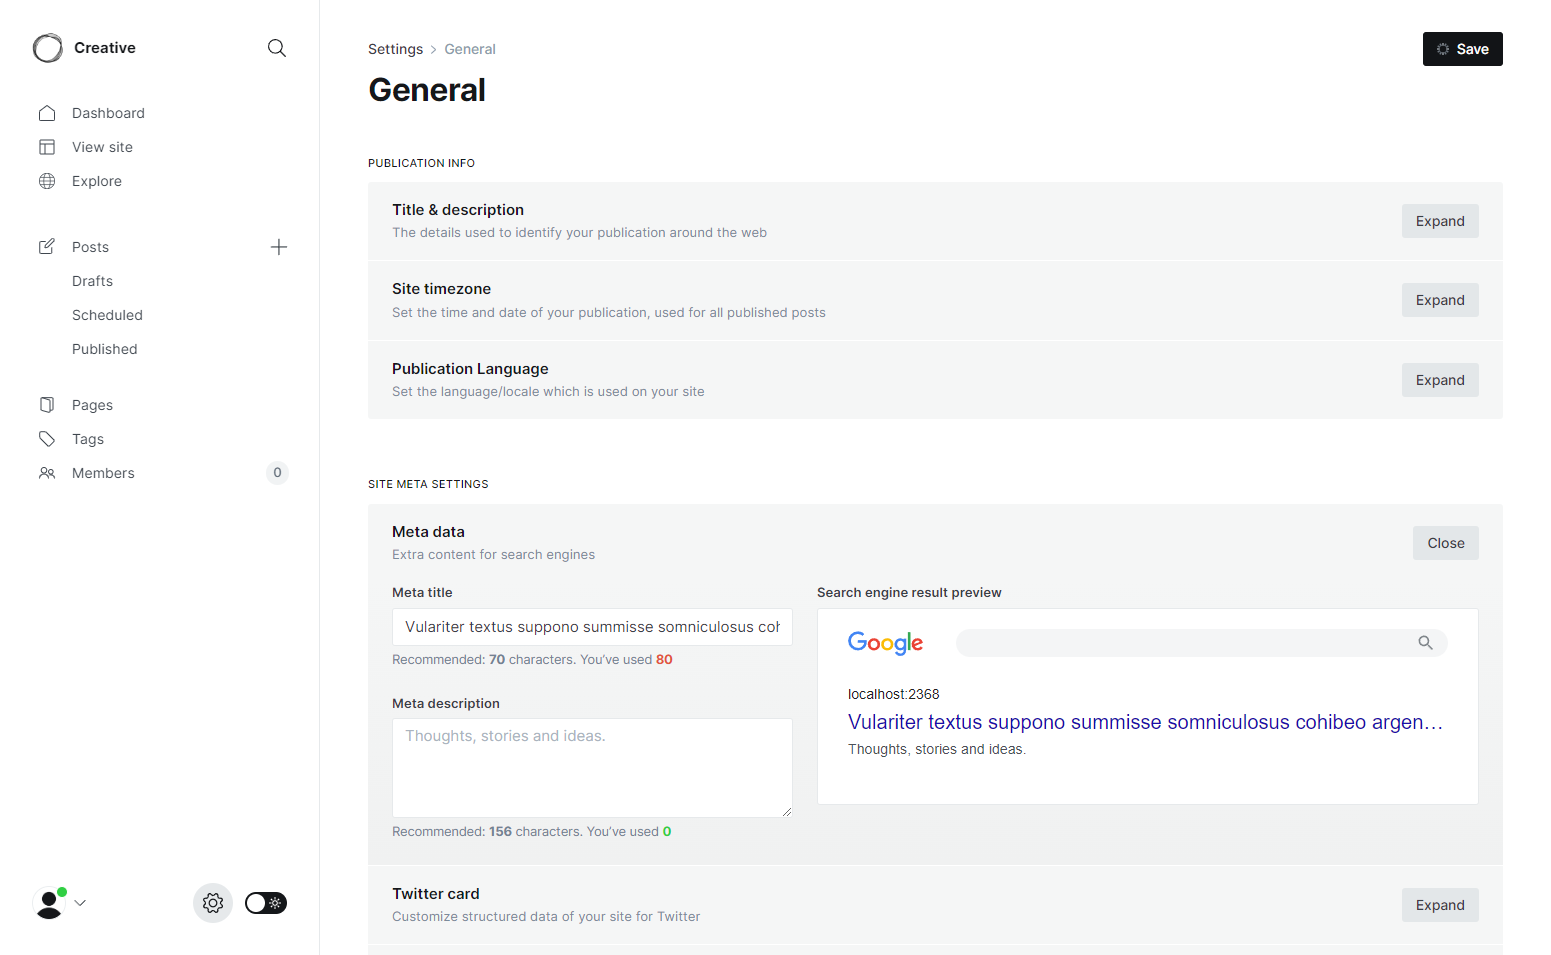 Creative
Settings > General
Save
General
Dashboard
View site
Explore
Posts
Drafts
Scheduled
Published
Pages
Tags
Members
0
PUBLICATION INFO
Title & description
The details used to identify your publication around the web
Expand
Site timezone
Set the time and date of your publication, used for all published posts
Expand
Publication Language
Set the language/locale which is used on your site
Expand
SITE META SETTINGS
Meta data
Extra content for search engines
Close
Meta title
Vulariter textus suppono summisse somniculosus coh
Recommended: 70 characters. You've used 80
Meta description
Thoughts, stories and ideas.
Recommended: 156 characters. You've used 0
Search engine result preview
Google
localhost:2368
Vulariter textus suppono summisse somniculosus cohibeo argen…
Thoughts, stories and ideas.
Twitter card
Customize structured data of your site for Twitter
Expand